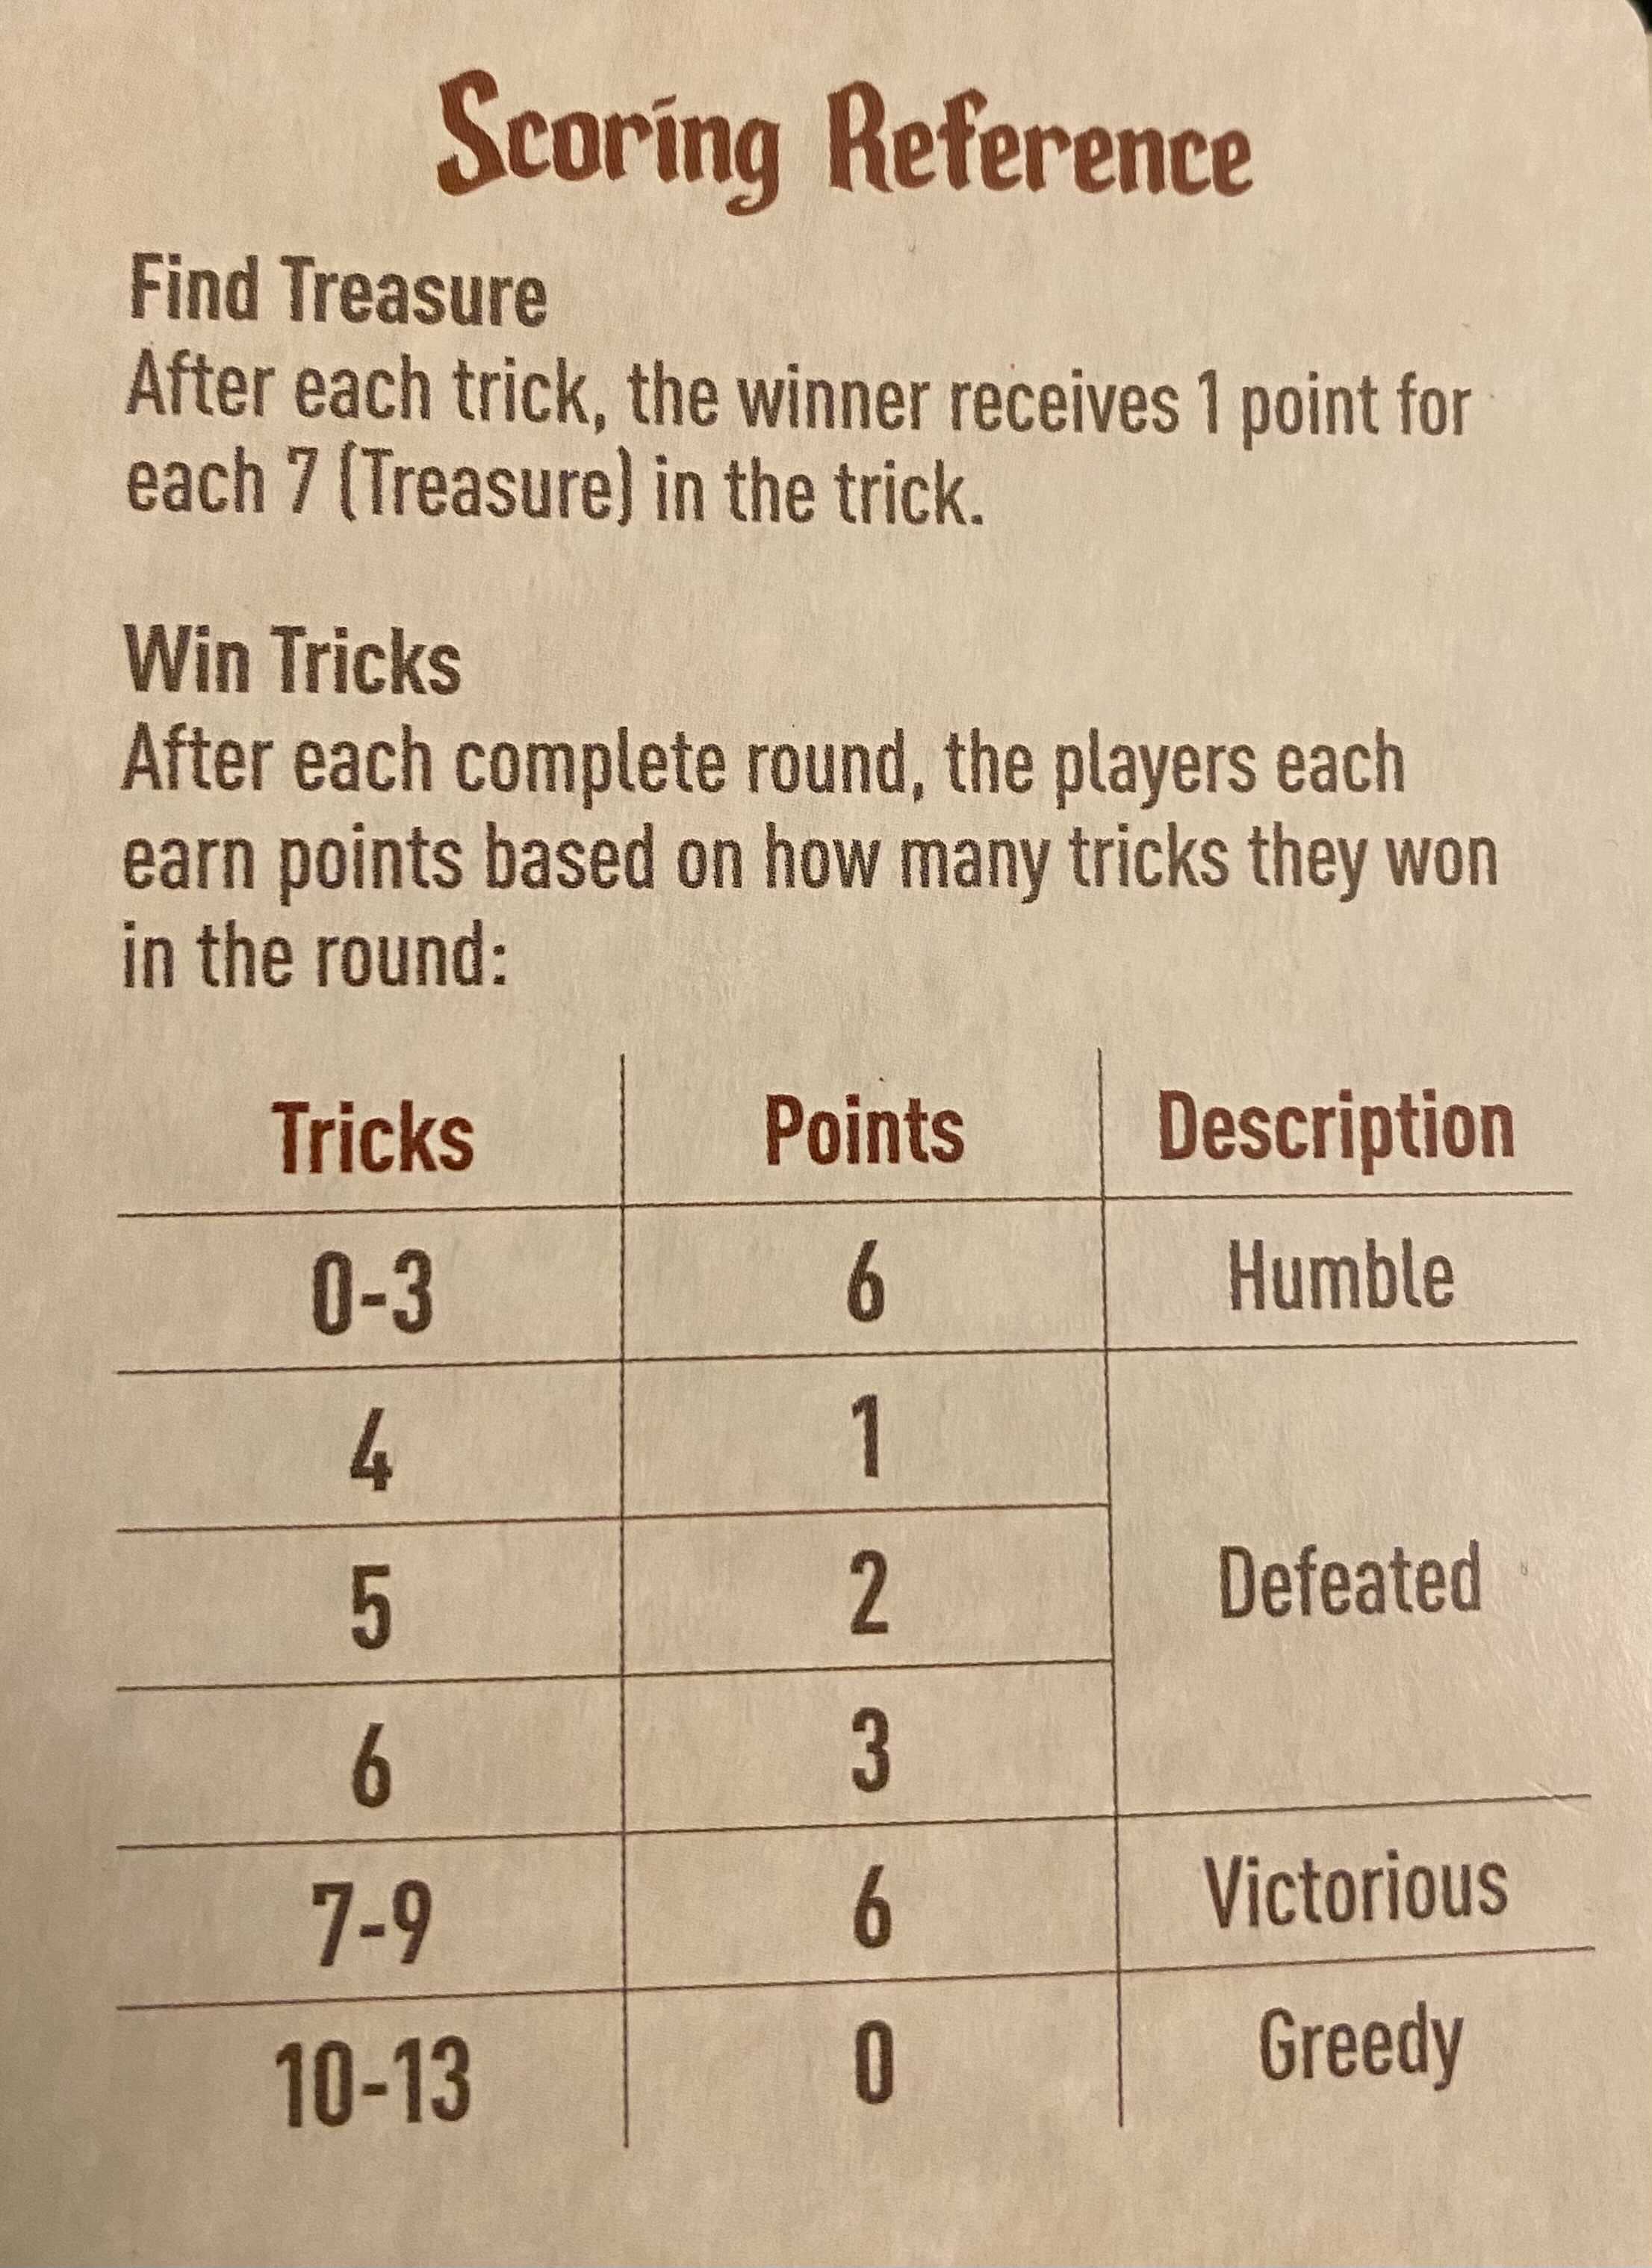 Scoring Reference
Find Treasure
After each trick, the winner receives 1 point for
each 7 (Treasure) in the trick.
Win Tricks
After each complete round, the players each
earn points based on how many tricks they won
in the round:
Tricks Points Description
0-3 6 Humble
4 1
5 2 Defeated
6 3
7-9 6 Victorious
10-13 0 Greedy